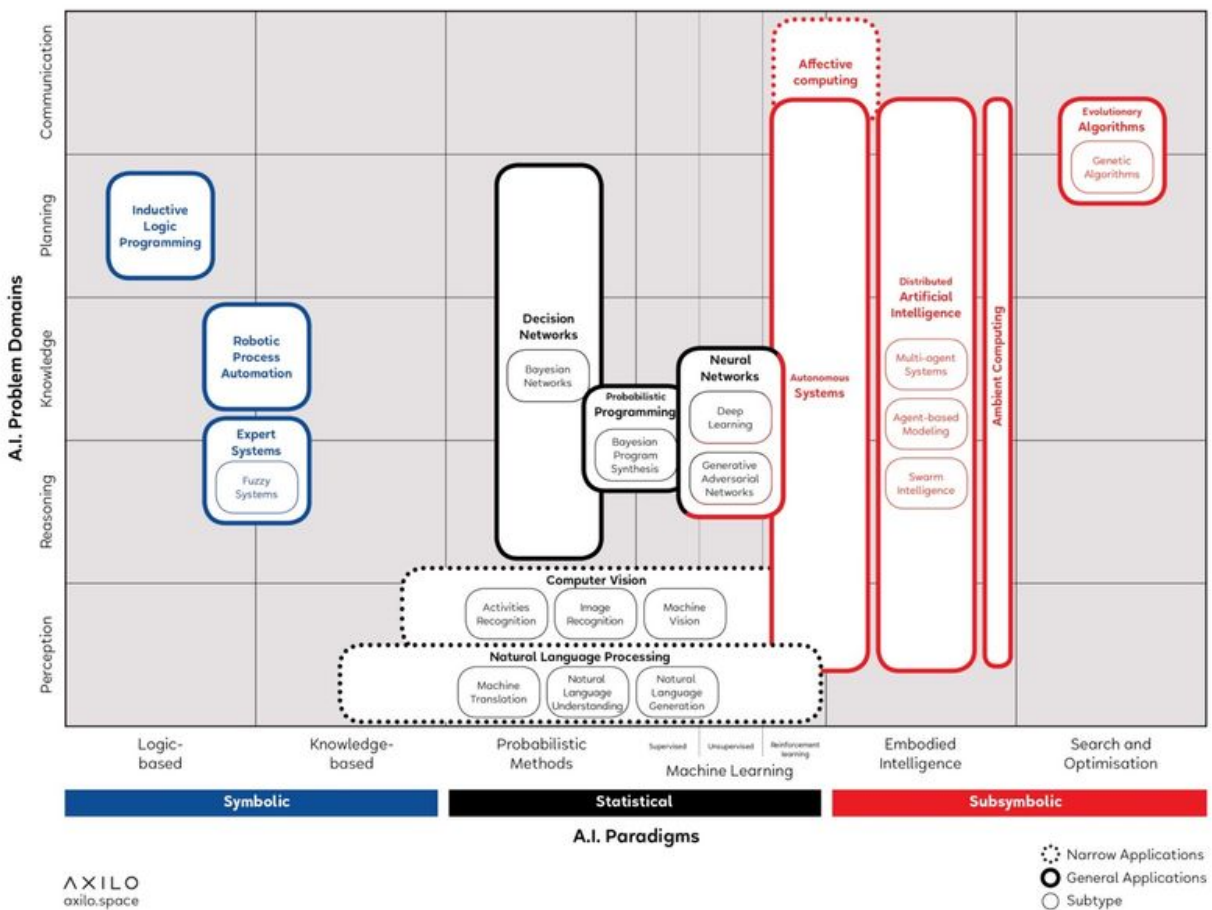 A.I. Problem Domains
Communication
Planning
Knowledge
Reasoning
Perception
Affective
computing
Evolutionary
Algorithms
Genetic
Algorithms
Inductive
Logic
Programming
Robotic
Process
Automation
Expert
Systems
Fuzzy
Systems
Decision
Networks
Bayesian
Networks
Probabilistic
Programming
Bayesian
Program
Synthesis
Neural
Networks
Deep
Learning
Generative
Adversarial
Networks
Autonomous
Systems
Distributed
Artificial
Intelligence
Multi-agent
Systems
Agent-based
Modeling
Swarm
Intelligence
Ambient Computing
Computer Vision
Activities
Recognition
Image
Recognition
Machine
Vision
Natural Language Processing
Machine
Translation
Natural
Language
Understanding
Natural
Language
Generation
Logic-
based
Knowledge-
based
Probabilistic
Methods
Supervised
Unsupervised
Reinforcement
learning
Machine Learning
Embodied
Intelligence
Search and
Optimisation
Symbolic
Statistical
Subsymbolic
A.I. Paradigms
Narrow Applications
General Applications
Subtype
AXILO
axilo.space